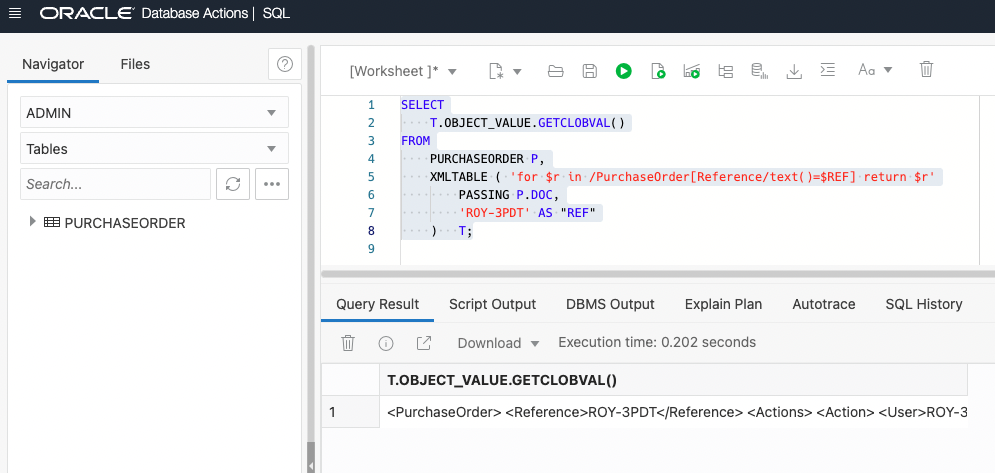 ORACLE Database Actions | SQL
Navigator Files
ADMIN
Tables
Search...
PURCHASEORDER
[Worksheet ]* Aa
1 SELECT
2 T.OBJECT_VALUE.GETCLOBVAL()
3 FROM
4 PURCHASEORDER P,
5 XMLTABLE ( 'for $r in /PurchaseOrder[Reference/text()=$REF] return $r'
6 PASSING P.DOC,
7 'ROY-3PDT' AS "REF"
8 ) T;
9
Query Result Script Output DBMS Output Explain Plan Autotrace SQL History
Download Execution time: 0.202 seconds
T.OBJECT_VALUE.GETCLOBVAL()
1 <PurchaseOrder> <Reference>ROY-3PDT</Reference> <Actions> <Action> <User>ROY-3